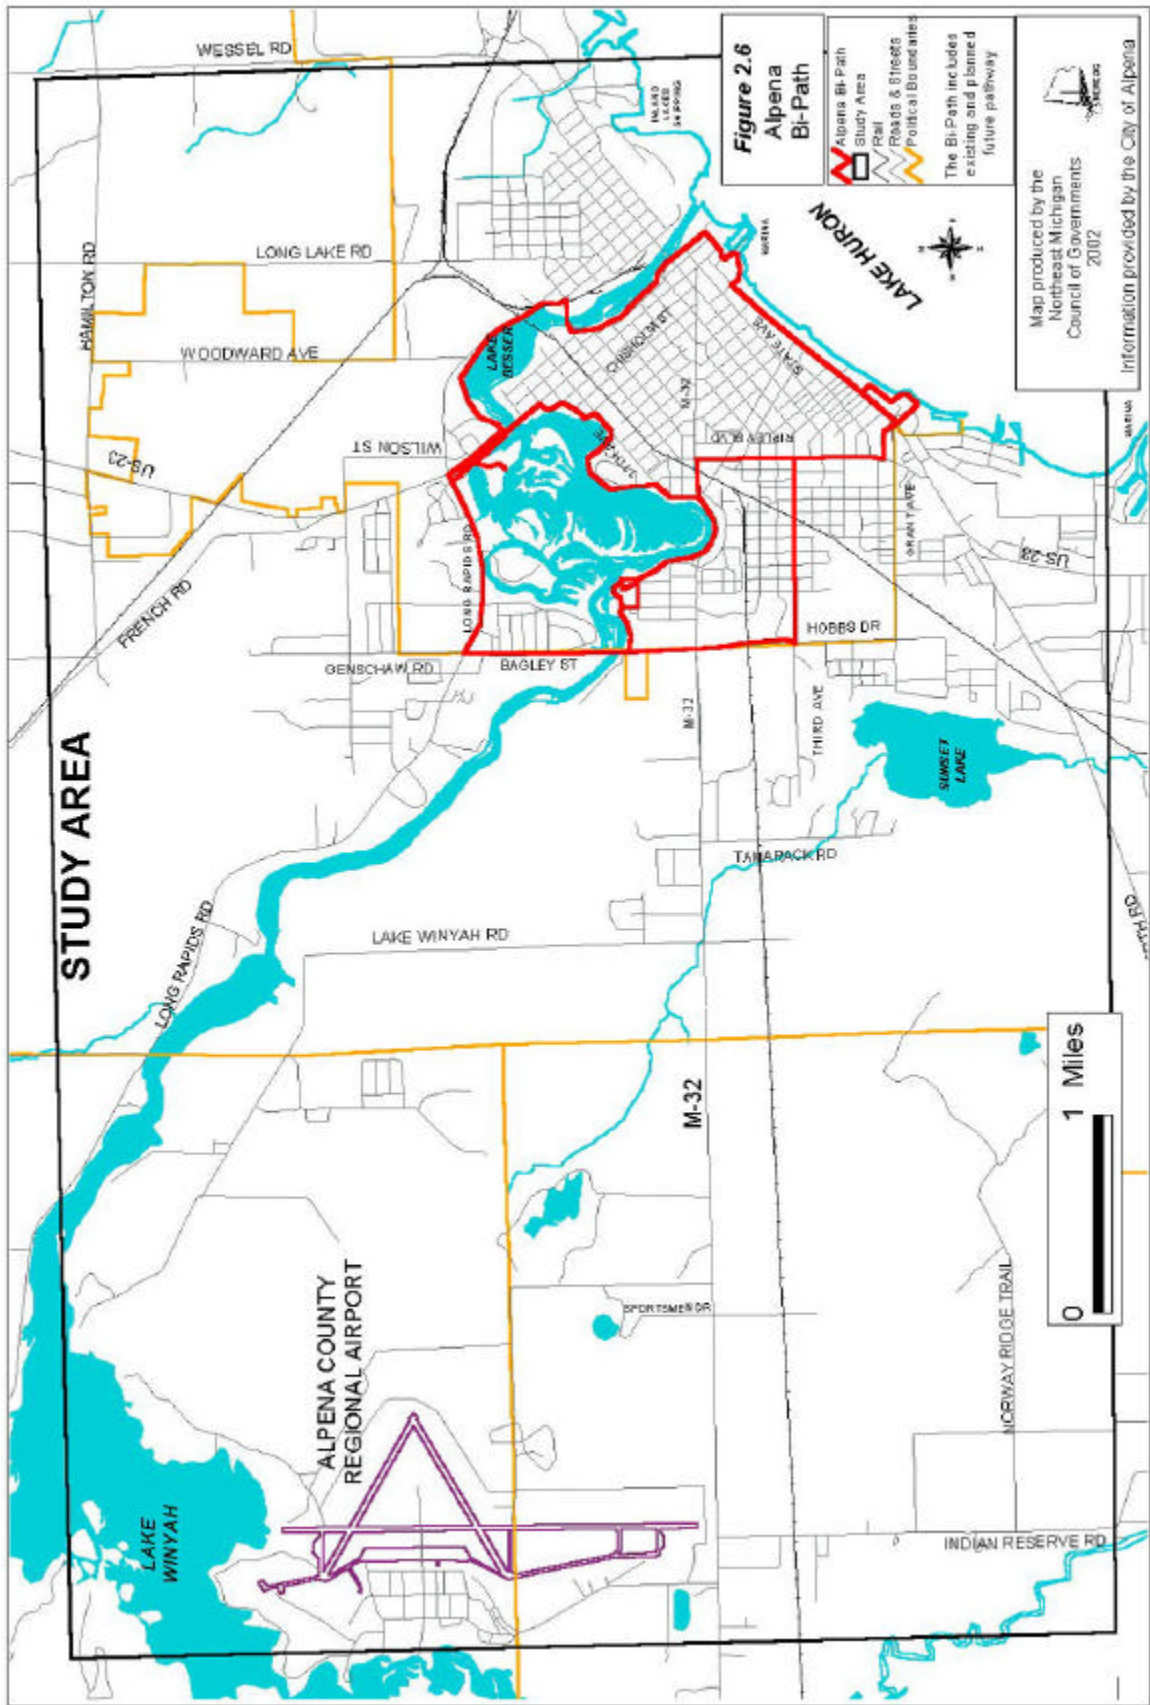 WESSEL RD
HAMILTON RD
LONG LAKE RD
WOODWARD AVE
US-23
WILSON ST
FRENCH RD
LONG RAPIDS RD
GENSCHAW RD
BAGLEY ST
LAKE
BESSER
CHISHOLM ST
STATE AVE
M-32
RIPLEY BLVD
GRANT AVE
US-23
HOBBS DR
THIRD AVE
M-32
INLAND
LAKES
SHIPPING
MARINA
LAKE HURON
MARINA
Figure 2.6
Alpena
Bi-Path
Alpena Bi-Path
Study Area
Rail
Roads & Streets
Political Boundaries
The Bi-Path includes
existing and planned
future pathway
Map produced by the
Northeast Michigan
Council of Governments
2002
Information provided by the City of Alpena
STUDY AREA
SUNSET
LAKE
TAMARACK RD
LONG RAPIDS RD
LAKE WINYAH RD
M-32
0 1 Miles
ALPENA COUNTY
REGIONAL AIRPORT
SPORTSMEN DR
NORWAY RIDGE TRAIL
LAKE
WINYAH
INDIAN RESERVE RD